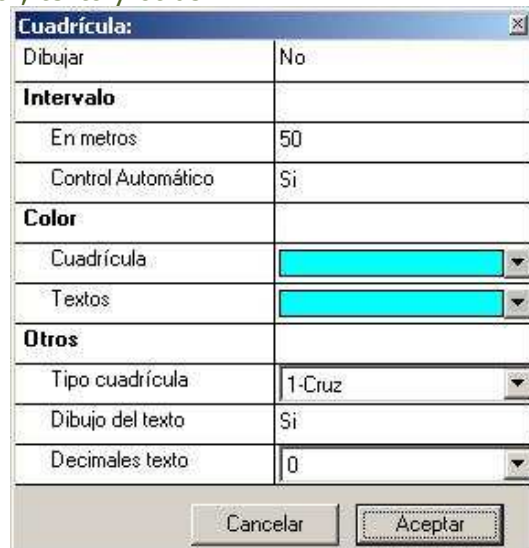 Cuadrícula:
Dibujar No
Intervalo
En metros 50
Control Automático Si
Color
Cuadrícula
Textos
Otros
Tipo cuadrícula 1-Cruz
Dibujo del texto Si
Decimales texto 0
Cancelar Aceptar